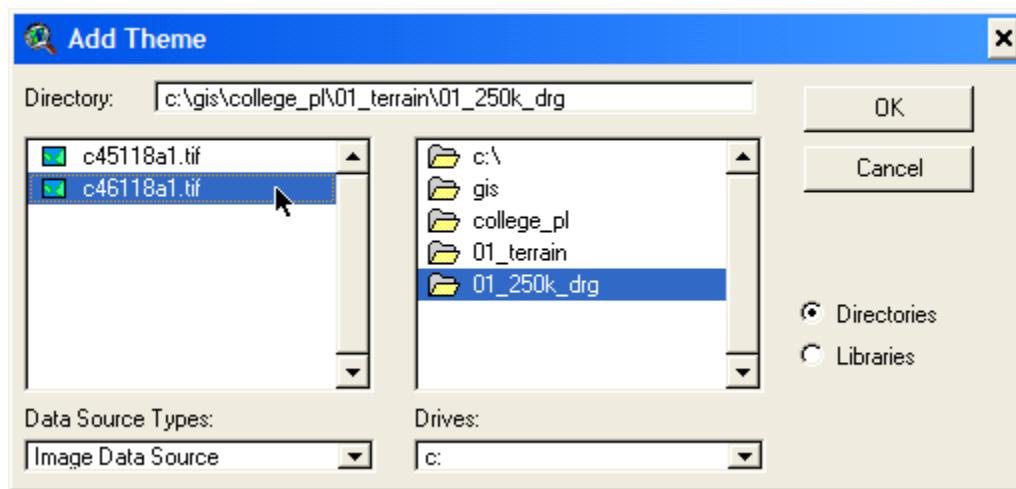 Add Theme
Directory: c:\gis\college_pl\01_terrain\01_250k_drg
OK
Cancel
c45118a1.tif
c46118a1.tif
c:\
gis
college_pl
01_terrain
01_250k_drg
Directories
Libraries
Data Source Types:
Image Data Source
Drives:
c: